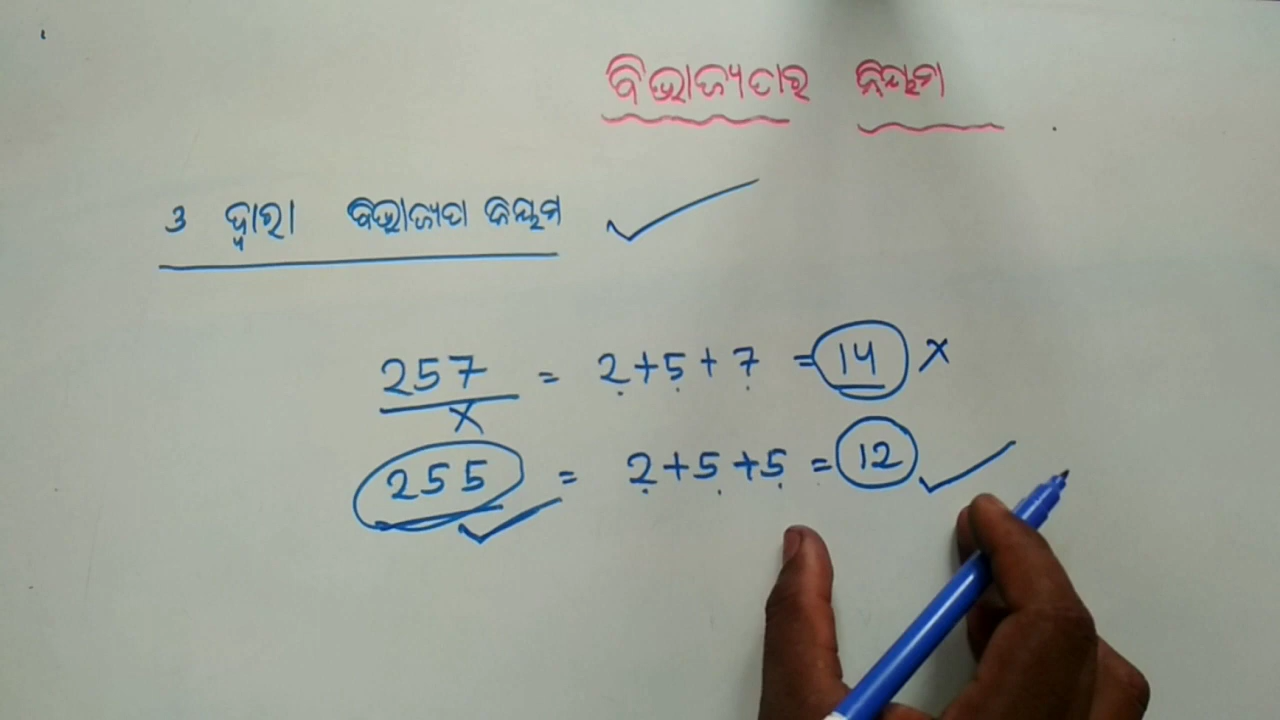 ବିଭାଜ୍ୟତାର ନିୟମ
3 ଦ୍ୱାରା ବିଭାଜ୍ୟତା ନିୟମ ✓
257 = 2+5+7 = 14 ×
×
255 = 2+5+5 = 12 ✓
✓